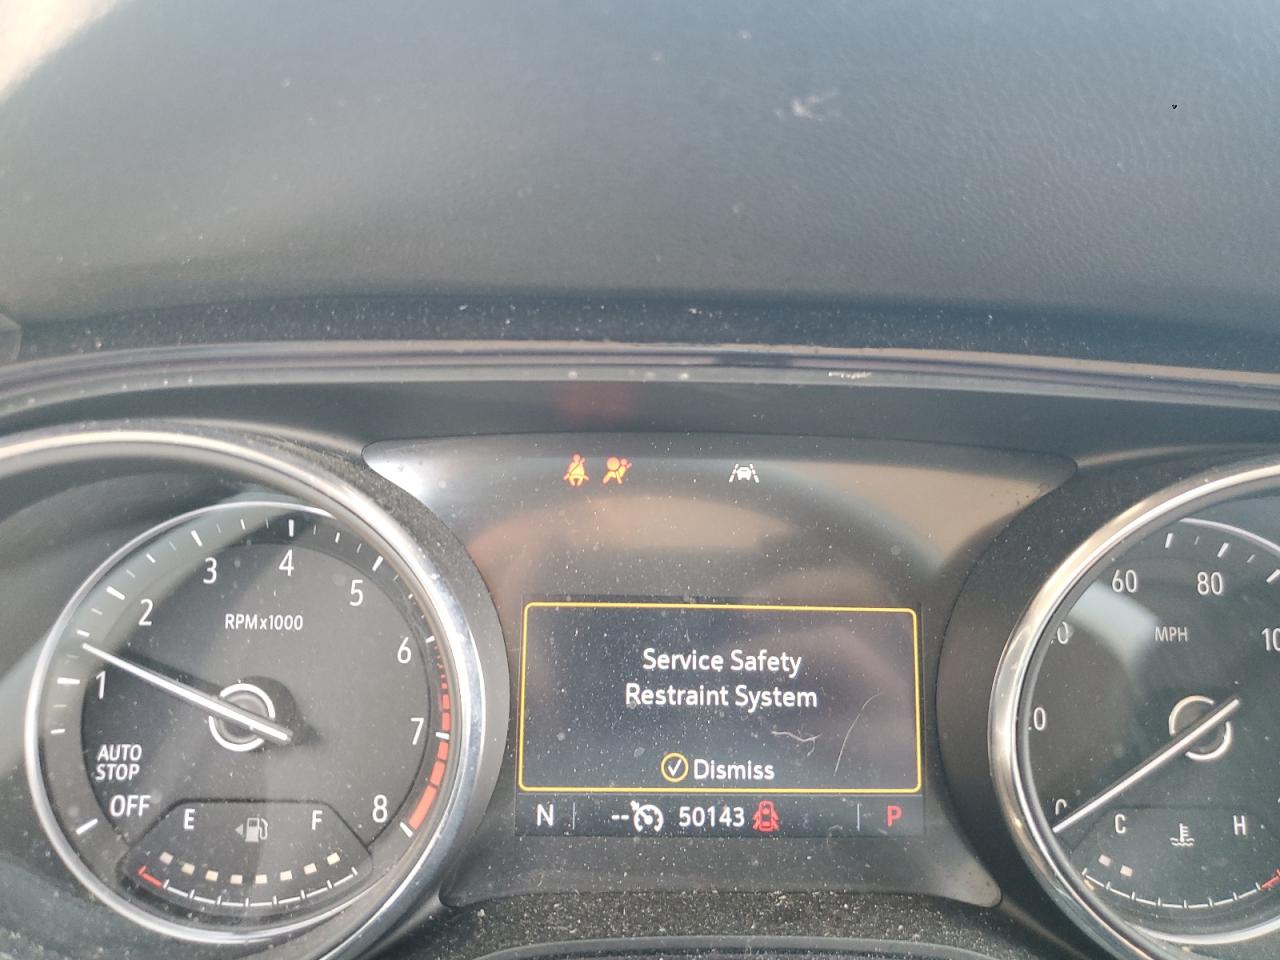 1
2
3
4
5
6
7
8
RPMx1000
AUTO
STOP
OFF
E
F
Service Safety
Restraint System
Dismiss
N
--
50143
P
60
80
MPH
C
H